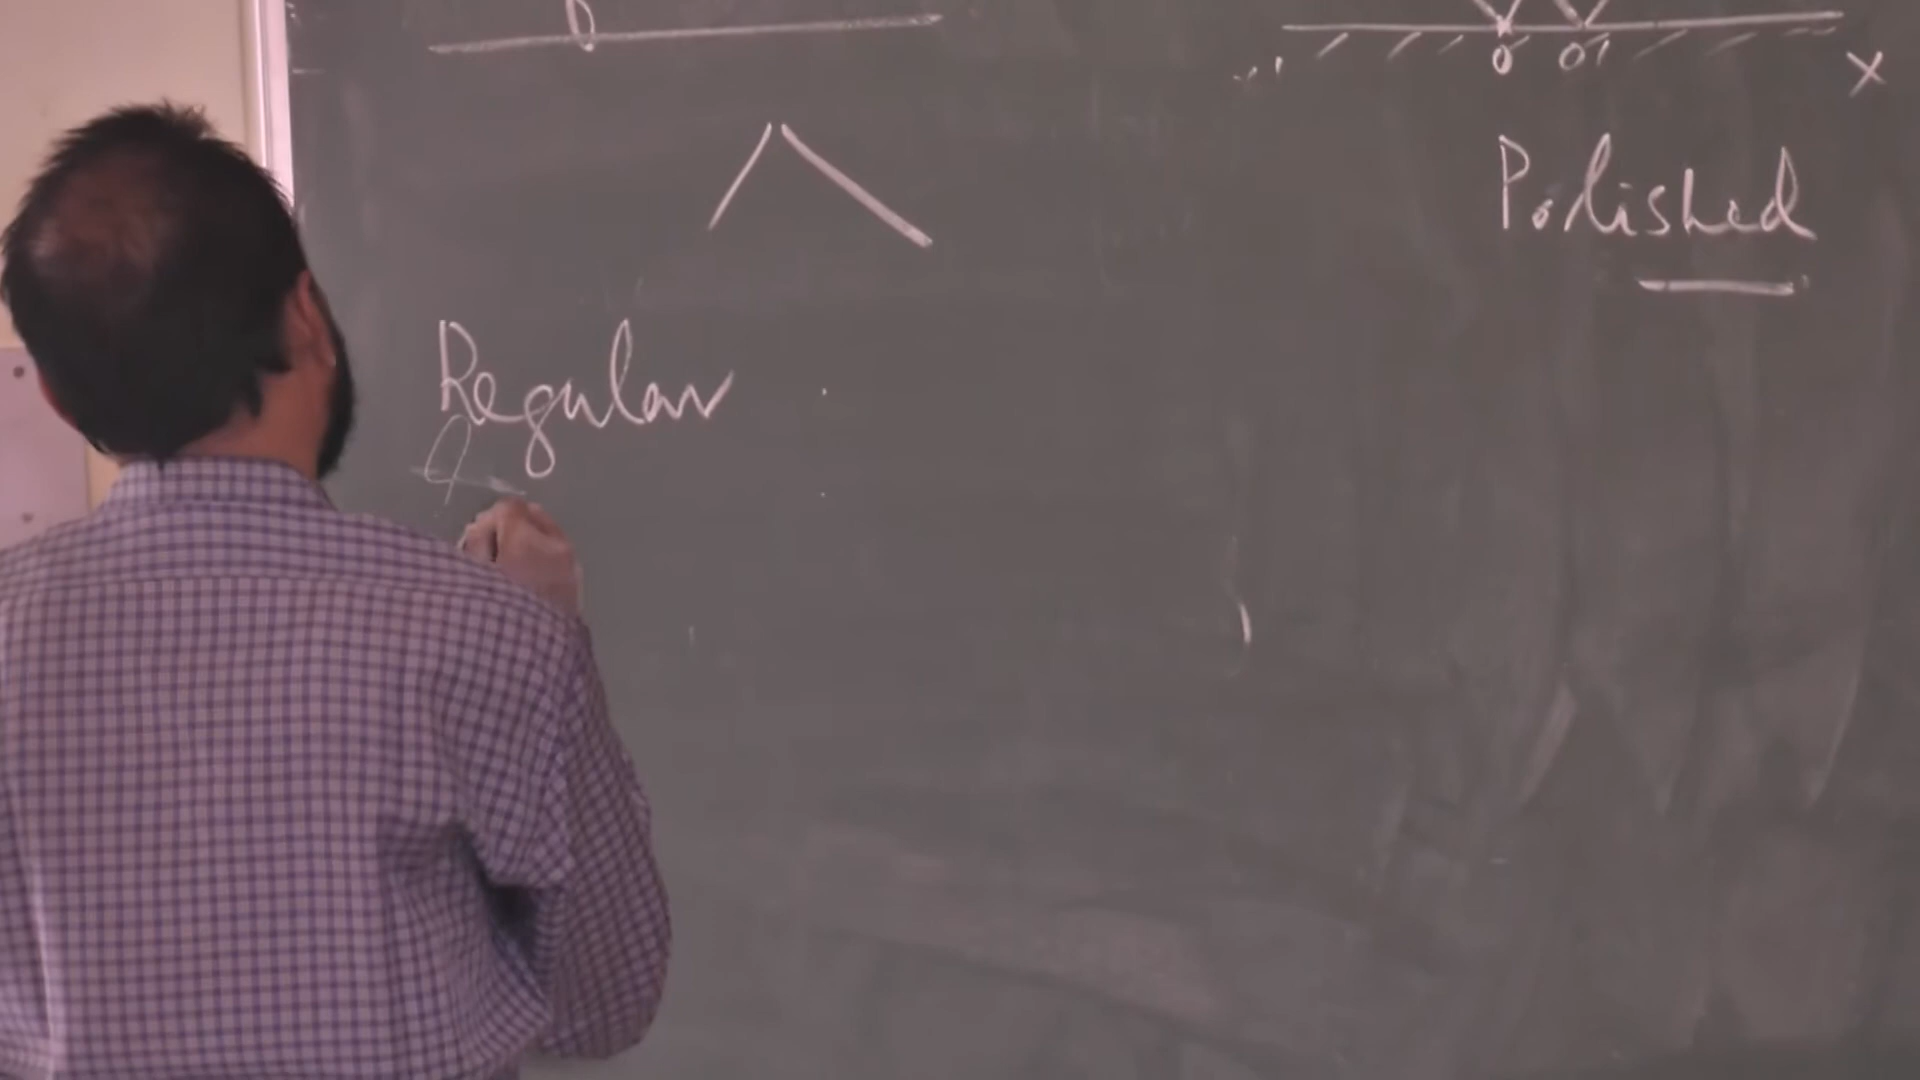 O
O O'
X' X
Polished
Regular